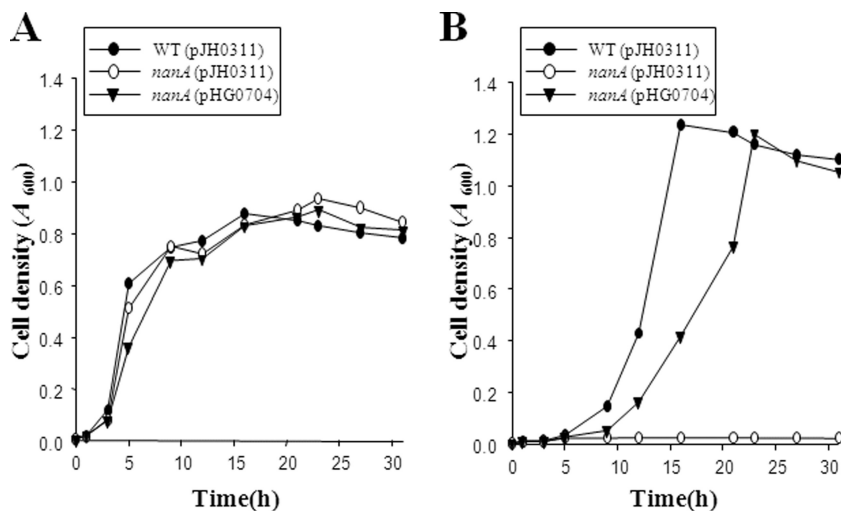 A
WT (pJH0311)
nanA (pJH0311)
nanA (pHG0704)
1.4
1.2
1.0
0.8
0.6
0.4
0.2
0.0
Cell density (A 600)
0 5 10 15 20 25 30
Time(h)
B
WT (pJH0311)
nanA (pJH0311)
nanA (pHG0704)
1.4
1.2
1.0
0.8
0.6
0.4
0.2
0.0
Cell density (A 600)
0 5 10 15 20 25 30
Time(h)